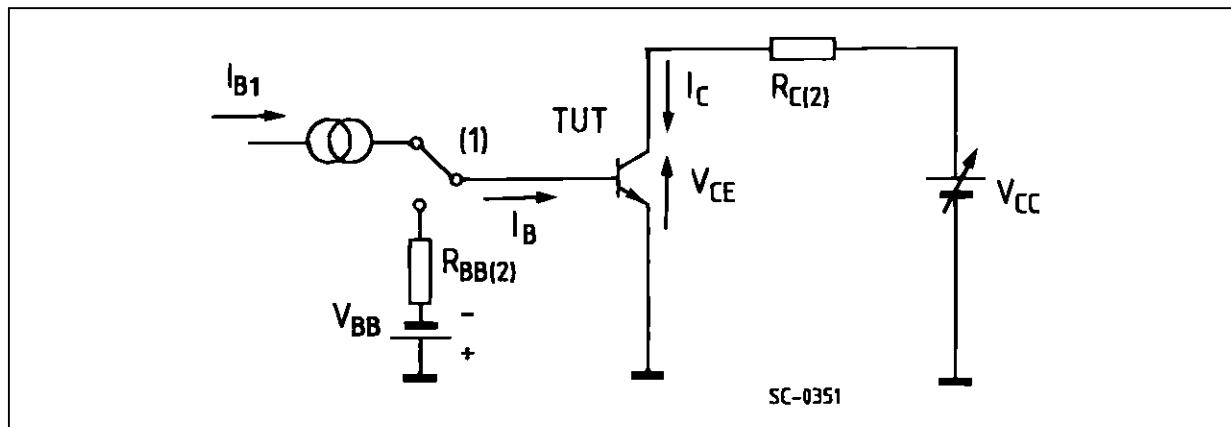 I_B1
(1)
TUT
I_C
R_C(2)
V_CE
V_CC
I_B
R_BB(2)
V_BB
-
+
SC-0351